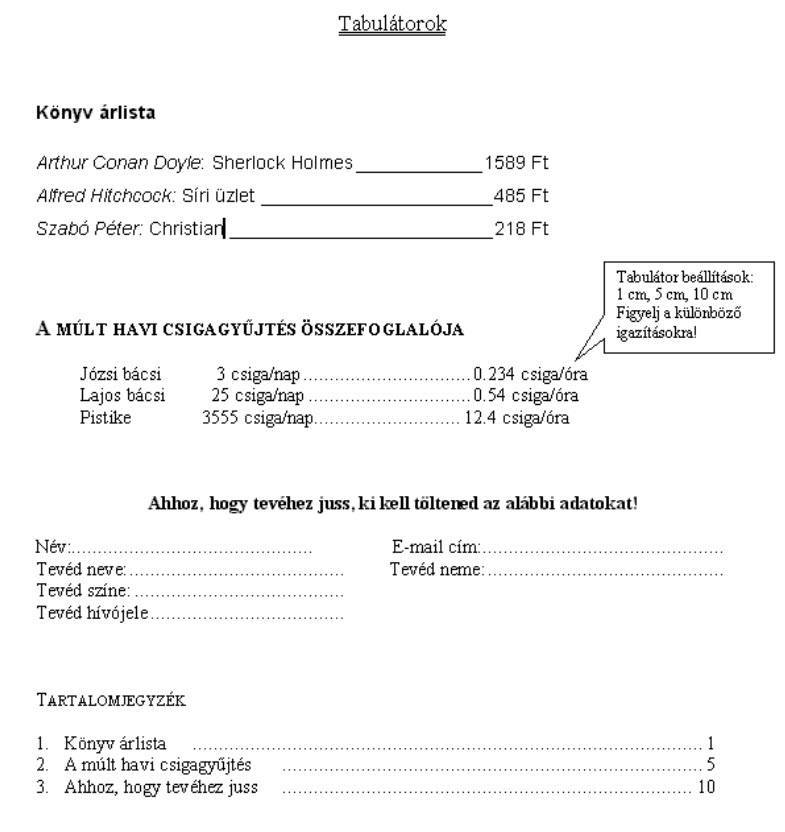 Tabulátorok
Könyv árlista
Arthur Conan Doyle: Sherlock Holmes ______________1589 Ft
Alfred Hitchcock: Síri üzlet __________________________485 Ft
Szabó Péter: Christian ______________________________218 Ft
Tabulátor beállítások:
1 cm, 5 cm, 10 cm
Figyelj a különböző
igazításokra!
A MÚLT HAVI CSIGAGYŰJTÉS ÖSSZEFOGLALÓJA
Józsi bácsi 3 csiga/nap ..................................0.234 csiga/óra
Lajos bácsi 25 csiga/nap .................................0.54 csiga/óra
Pistike 3555 csiga/nap.............................. 12.4 csiga/óra
Ahhoz, hogy tevéhez juss, ki kell töltened az alábbi adatokat!
Név:................................................. E-mail cím:.................................................
Tevéd neve:............................................ Tevéd neme:................................................
Tevéd színe: ...........................................
Tevéd hívójele.......................................
TARTALOMJEGYZÉK
1. Könyv árlista ........................................................................................................ 1
2. A múlt havi csigagyűjtés ..................................................................................... 5
3. Ahhoz, hogy tevéhez juss ................................................................................... 10